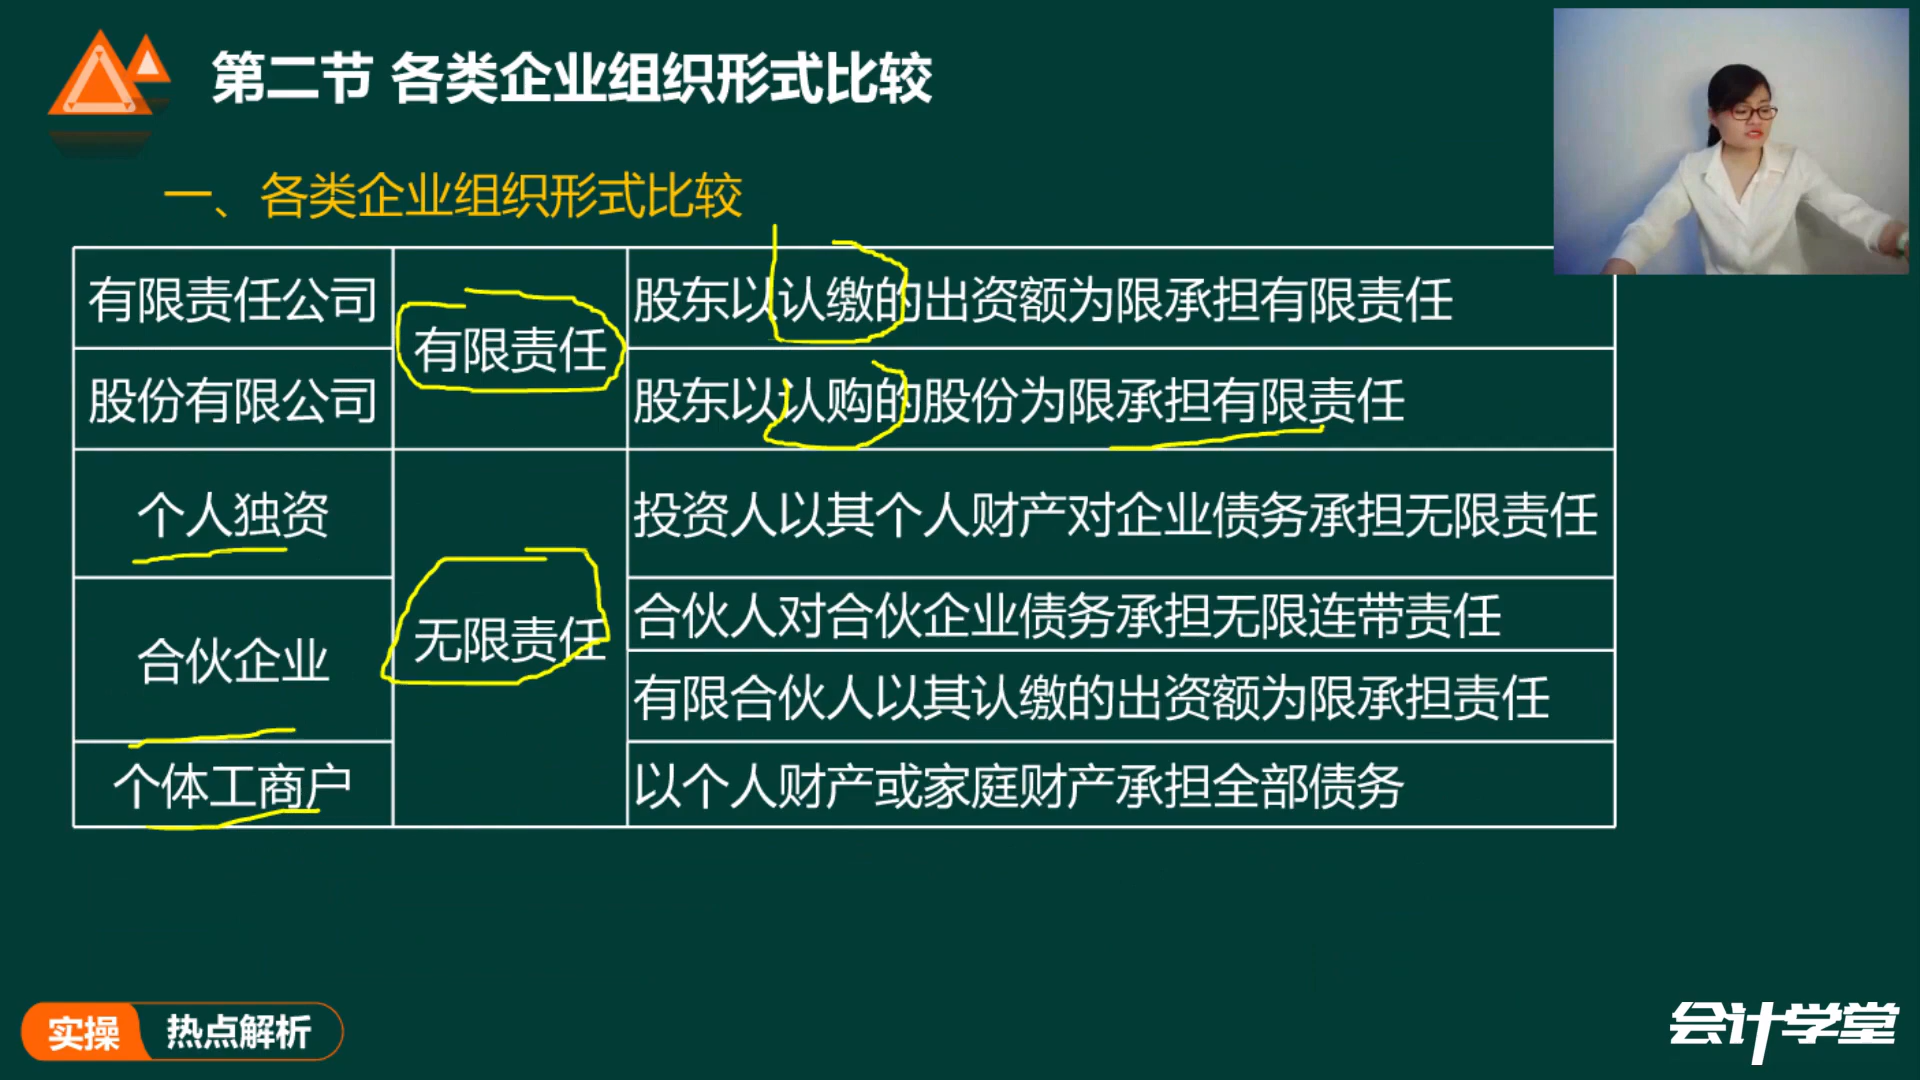 第二节 各类企业组织形式比较
一、各类企业组织形式比较
有限责任公司
有限责任
股东以认缴的出资额为限承担有限责任
股份有限公司
股东以认购的股份为限承担有限责任
个人独资
无限责任
投资人以其个人财产对企业债务承担无限责任
合伙企业
合伙人对合伙企业债务承担无限连带责任
有限合伙人以其认缴的出资额为限承担责任
个体工商户
以个人财产或家庭财产承担全部债务
实操 热点解析
会计学堂